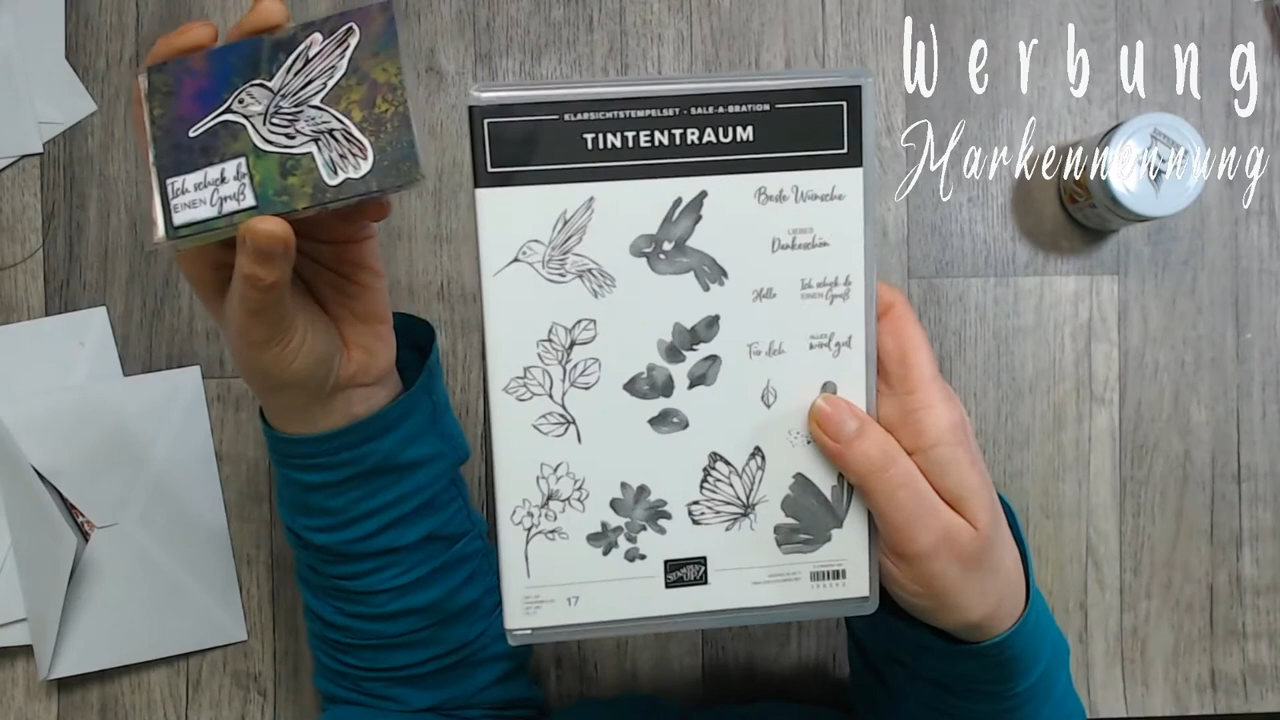 Werbung
Markennennung
KLARSICHTSTEMPELSET • SALE-A-BRATION
TINTENTRAUM
Ich schick dir
EINEN Gruß
Beste Wünsche
LIEBES
Dankeschön
Hallo
Ich schick dir
EINEN Gruß
Für dich
ALLES
wird gut
STAMPIN' UP!
17